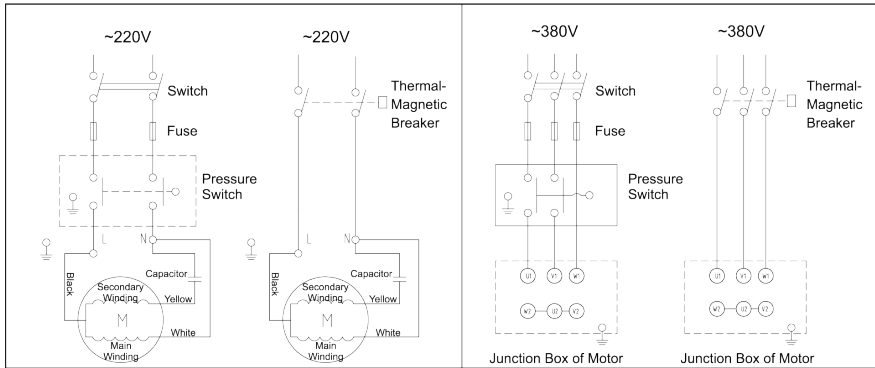 ~220V
Switch
Fuse
Pressure
Switch
L
N
Black
Capacitor
Secondary
Winding
Yellow
M
White
Main
Winding
~220V
Thermal-
Magnetic
Breaker
L
N
Black
Capacitor
Secondary
Winding
Yellow
M
White
Main
Winding
~380V
Switch
Fuse
Pressure
Switch
U1 V1 W1
W2 U2 V2
Junction Box of Motor
~380V
Thermal-
Magnetic
Breaker
U1 V1 W1
W2 U2 V2
Junction Box of Motor